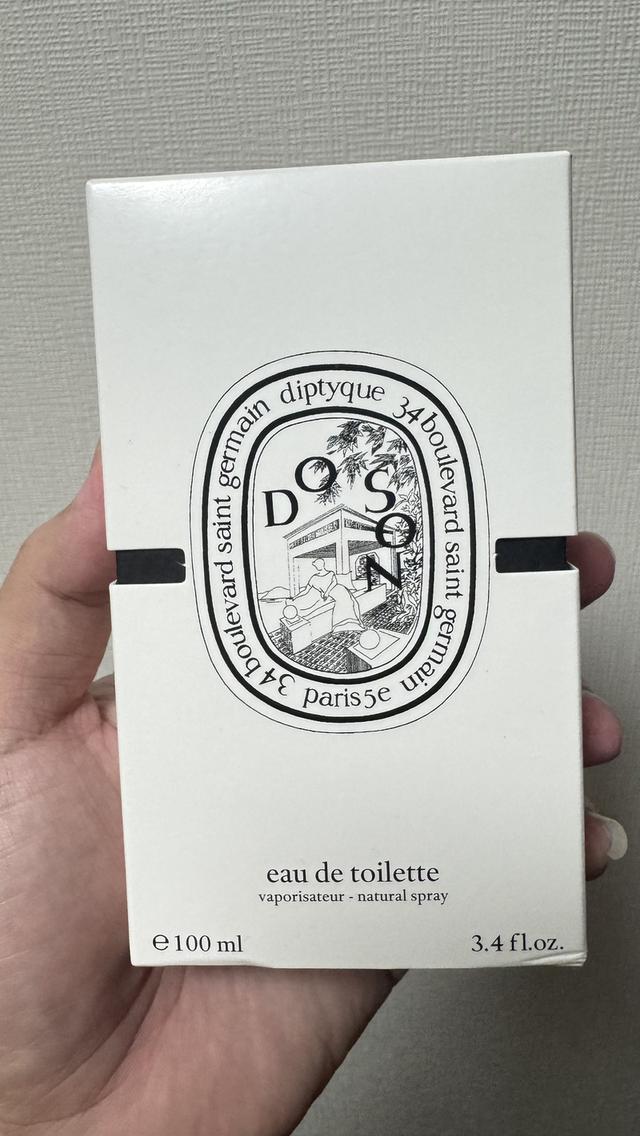 diptyque 34 boulevard saint germain paris 5e 34 boulevard saint germain
DO SON
eau de toilette
vaporisateur - natural spray
℮ 100 ml
3.4 fl.oz.